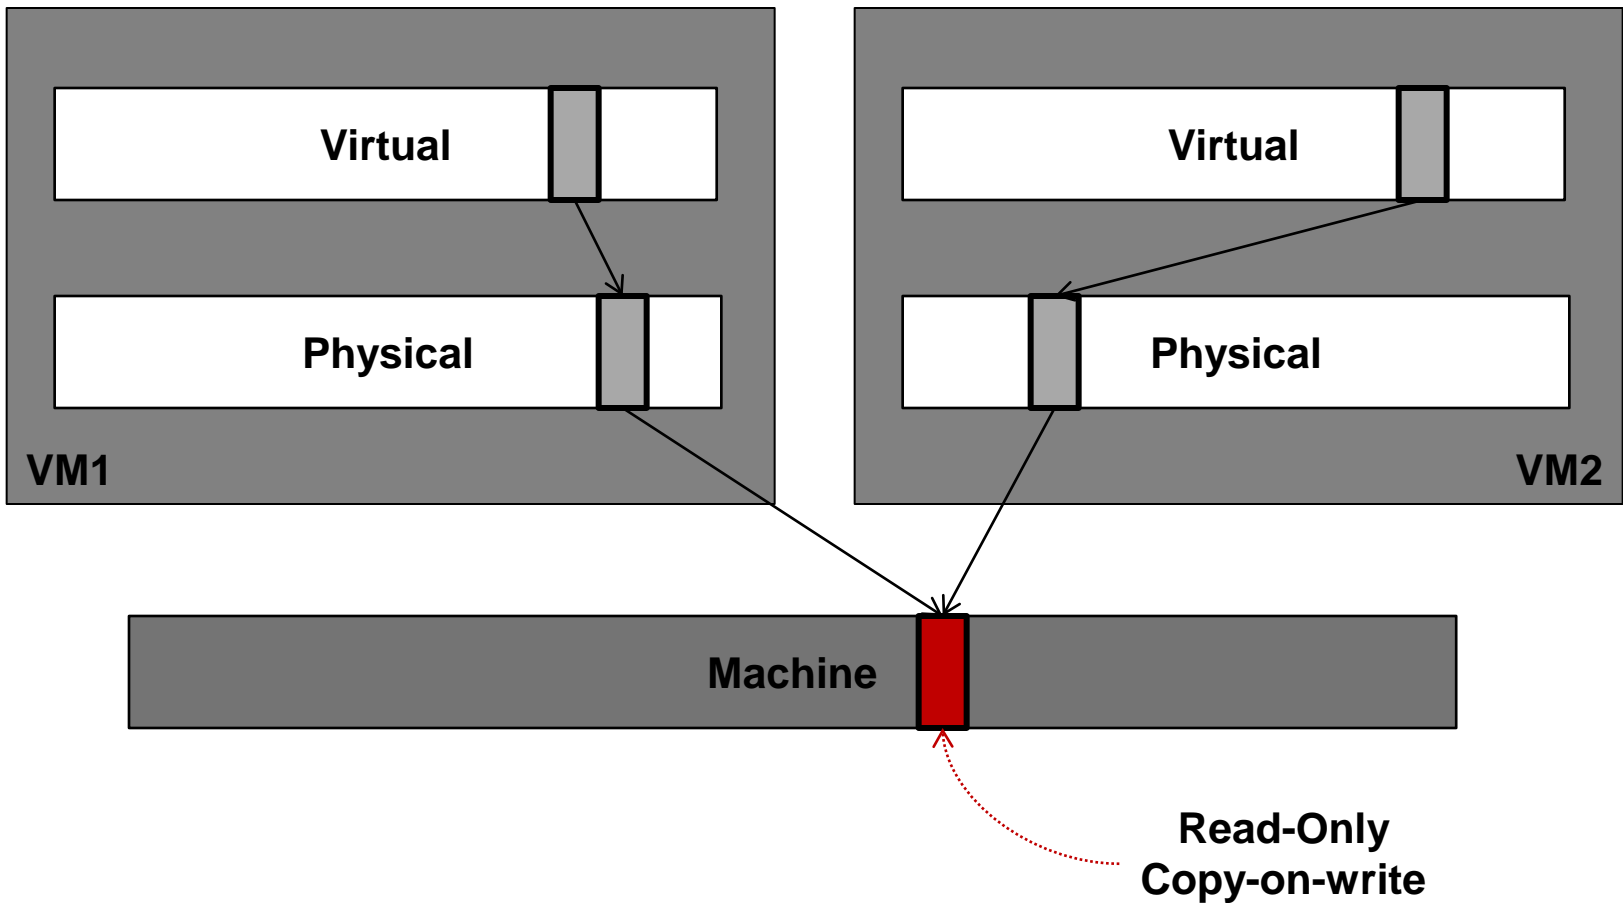 Virtual
Physical
VM1
Virtual
Physical
VM2
Machine
Read-Only
Copy-on-write